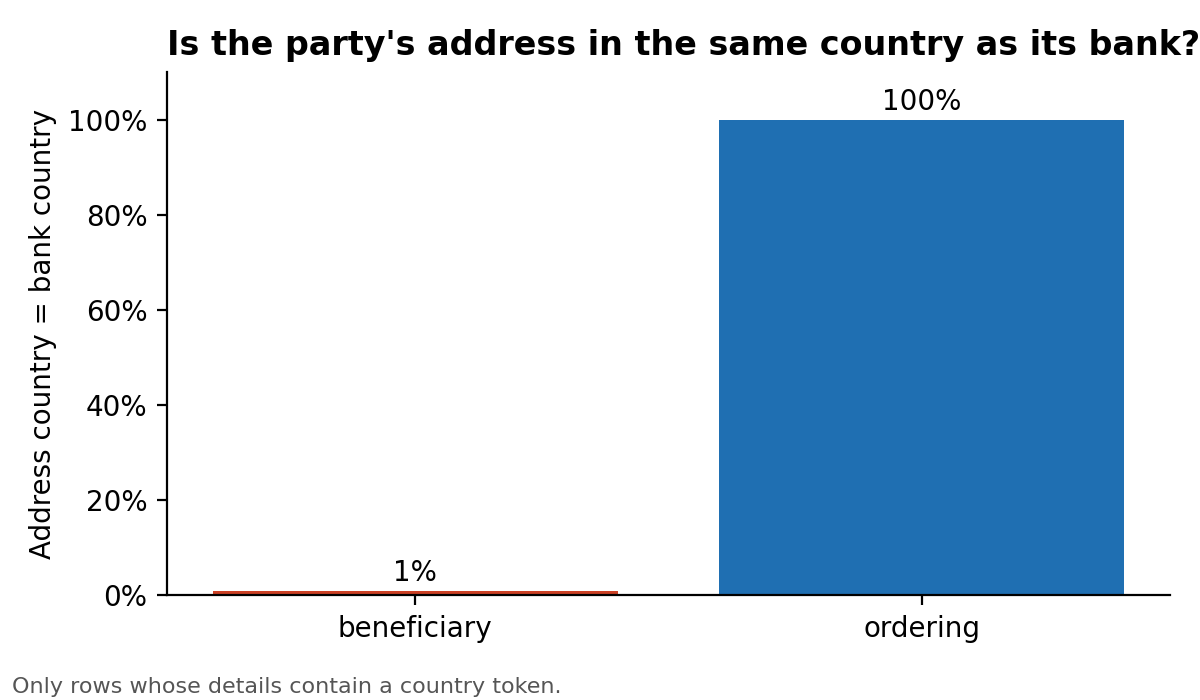 Is the party's address in the same country as its bank?
Address country = bank country
100%
80%
60%
40%
20%
0%
1%
100%
beneficiary
ordering
Only rows whose details contain a country token.